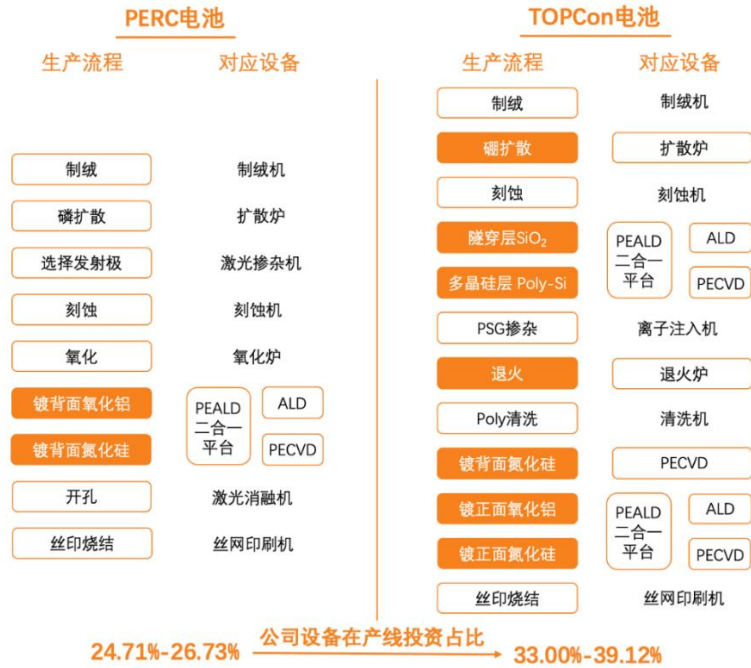 PERC电池
生产流程 对应设备
制绒 制绒机
磷扩散 扩散炉
选择发射极 激光掺杂机
刻蚀 刻蚀机
氧化 氧化炉
镀背面氧化铝
镀背面氮化硅
PEALD
二合一
平台
ALD
PECVD
开孔 激光消融机
丝印烧结 丝网印刷机
TOPCon电池
生产流程 对应设备
制绒 制绒机
硼扩散 扩散炉
刻蚀 刻蚀机
隧穿层SiO₂
多晶硅层 Poly-Si
PEALD
二合一
平台
ALD
PECVD
PSG掺杂 离子注入机
退火 退火炉
Poly清洗 清洗机
镀背面氮化硅 PECVD
镀正面氧化铝
镀正面氮化硅
PEALD
二合一
平台
ALD
PECVD
丝印烧结 丝网印刷机
公司设备在产线投资占比
24.71%-26.73% 33.00%-39.12%